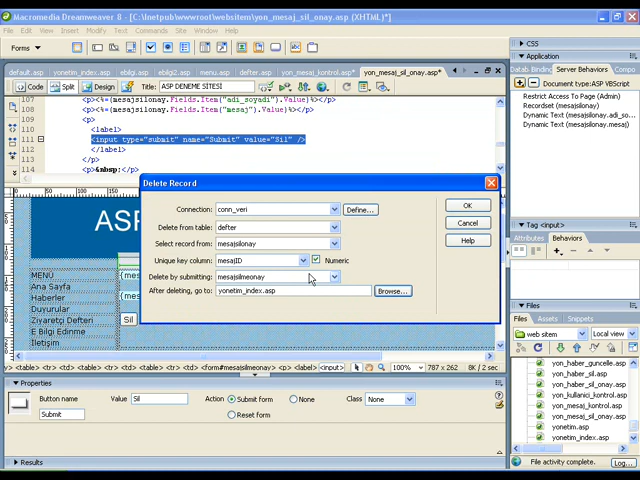 Macromedia Dreamweaver 8 - [C:\Inetpub\wwwroot\websitem\yon_mesaj_sil_onay.asp (XHTML)*]
File Edit View Insert Modify Text Commands Site Window Help
Forms
default.asp yonetim_index.asp ebilgi.asp ebilgi2.asp menu.asp defter.asp yon_mesaj_kontrol.asp* yon_mesaj_sil_onay.asp*
Code Split Design Title: ASP DENEME SITESI
107 <p><%=(mesajsilonay.Fields.Item("adi_soyadi").Value)%></p>
108 <p><%=(mesajsilonay.Fields.Item("mesaj").Value)%></p>
109 <p>
110 <label>
111 <input type="submit" name="Submit" value="Sil" />
112 </label>
113 </p>
114 <p>&nbsp;</p>
ASP
MENÜ
Ana Sayfa
Haberler
Duyurular
Ziyaretçi Defteri
E Bilgi Edinme
İletişim
{mes
{mes
Sil
Delete Record
Connection: conn_veri Define...
Delete from table: defter
Select record from: mesajsilonay
Unique key column: mesajID Numeric
Delete by submitting: mesajsilmeonay
After deleting, go to: yonetim_index.asp Browse...
OK
Cancel
Help
<table> <tr> <td> <table> <tr> <td> <form#mesajsilmeonay> <p> <label> <input> 100% 787 x 262 8K / 2 sec
Properties
Button name
Submit
Value Sil
Action Submit form None
Reset form
Class None
Results
CSS
Application
Databases Bindings Server Behaviors Compo
Document type:ASP VBScript
Restrict Access To Page (Admin)
Recordset (mesajsilonay)
Dynamic Text (mesajsilonay.adi_so
Dynamic Text (mesajsilonay.mesaj)
Tag <input>
Attributes Behaviors
Files
Files Assets Snippets
web sitem Local view
yon_haber_guncelle.asp
yon_haber_sil.asp
yon_haber_sil_onay.asp
yon_kullanici_kontrol.asp
yon_mesaj_kontrol.asp
yon_mesaj_sil_onay.asp
yonetim.asp
yonetim_index.asp
File activity complete. Log...